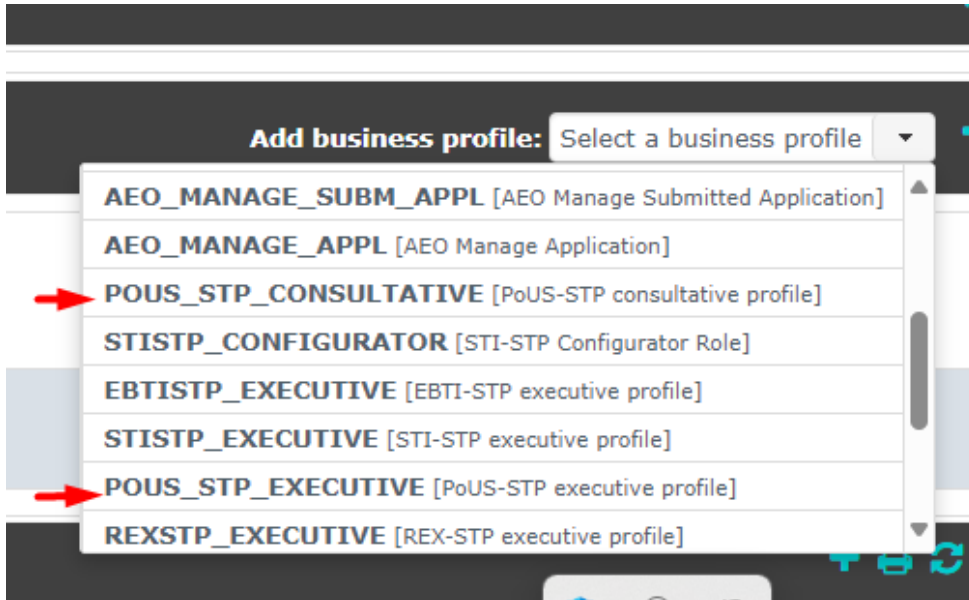 Add business profile: Select a business profile
AEO_MANAGE_SUBM_APPL [AEO Manage Submitted Application]
AEO_MANAGE_APPL [AEO Manage Application]
POUS_STP_CONSULTATIVE [PoUS-STP consultative profile]
STISTP_CONFIGURATOR [STI-STP Configurator Role]
EBTISTP_EXECUTIVE [EBTI-STP executive profile]
STISTP_EXECUTIVE [STI-STP executive profile]
POUS_STP_EXECUTIVE [PoUS-STP executive profile]
REXSTP_EXECUTIVE [REX-STP executive profile]